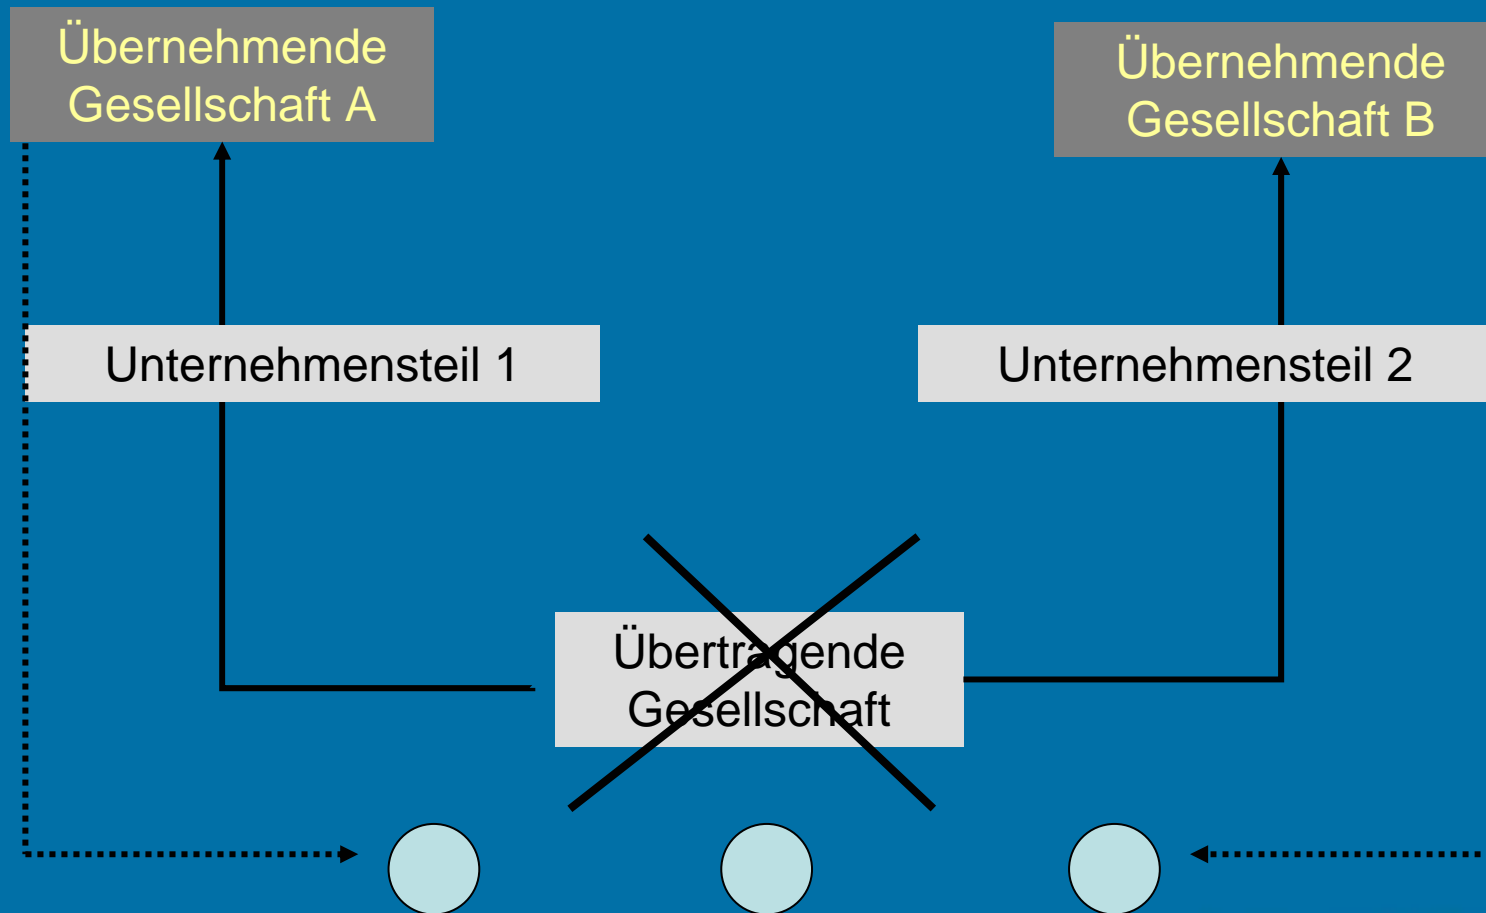 Übernehmende
Gesellschaft A
Übernehmende
Gesellschaft B
Unternehmensteil 1
Unternehmensteil 2
Übertragende
Gesellschaft